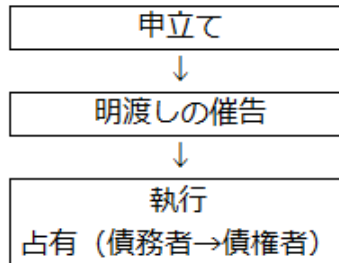 申立て
↓
明渡しの催告
↓
執行
占有（債務者→債権者）